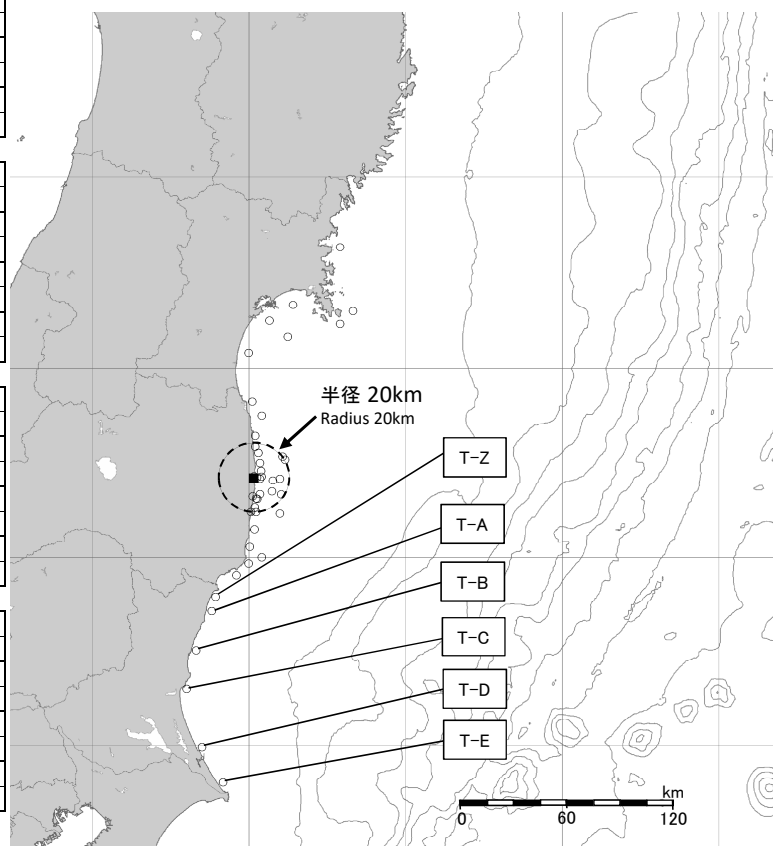 半径 20km
Radius 20km
T-Z
T-A
T-B
T-C
T-D
T-E
km
0 60 120